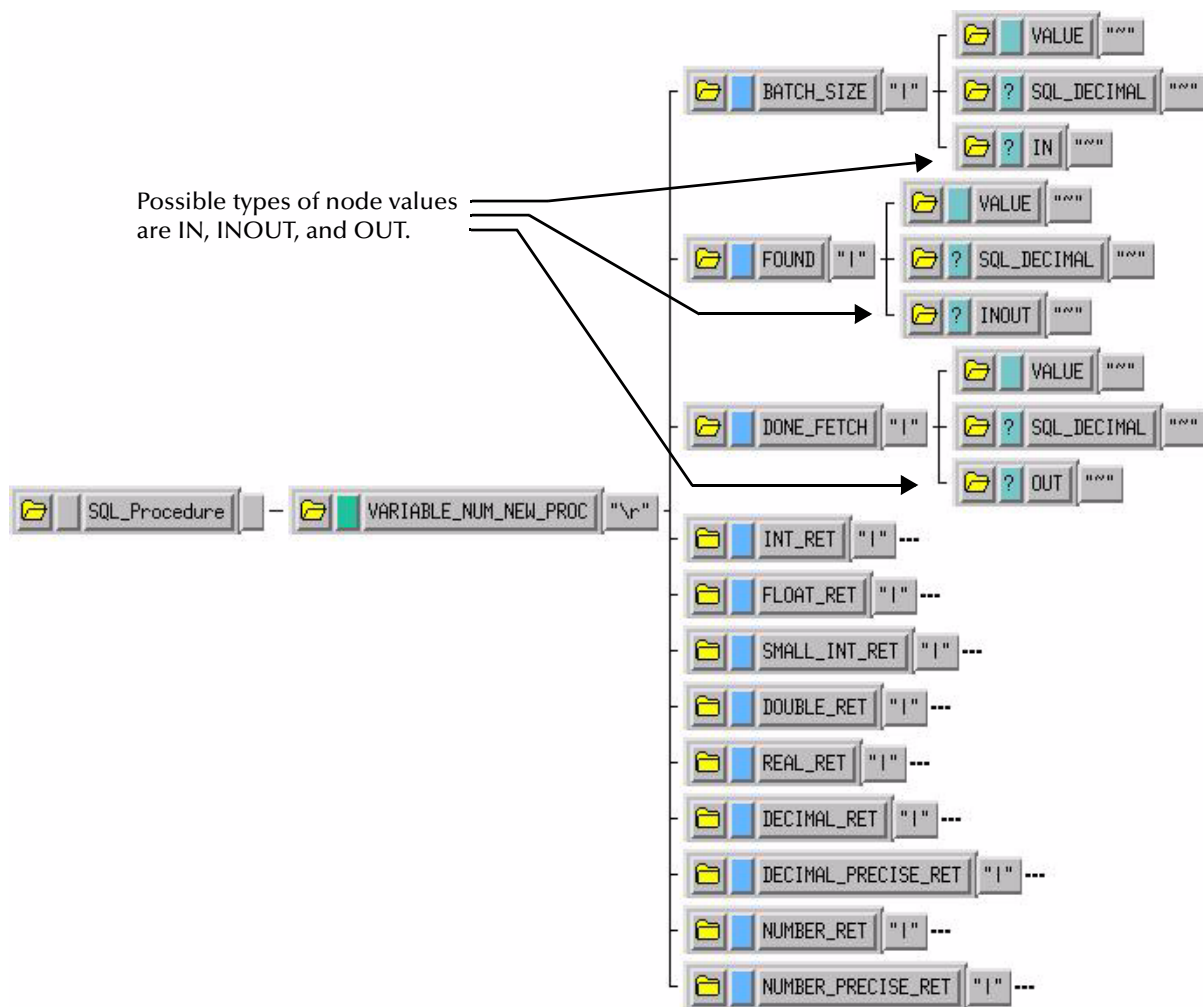 VALUE "~"
BATCH_SIZE "|" ? SQL_DECIMAL "~"
? IN "~"
Possible types of node values
are IN, INOUT, and OUT.
VALUE "~"
FOUND "|" ? SQL_DECIMAL "~"
? INOUT "~"
VALUE "~"
DONE_FETCH "|" ? SQL_DECIMAL "~"
? OUT "~"
SQL_Procedure VARIABLE_NUM_NEW_PROC "\r"
INT_RET "|"
FLOAT_RET "|"
SMALL_INT_RET "|"
DOUBLE_RET "|"
REAL_RET "|"
DECIMAL_RET "|"
DECIMAL_PRECISE_RET "|"
NUMBER_RET "|"
NUMBER_PRECISE_RET "|"